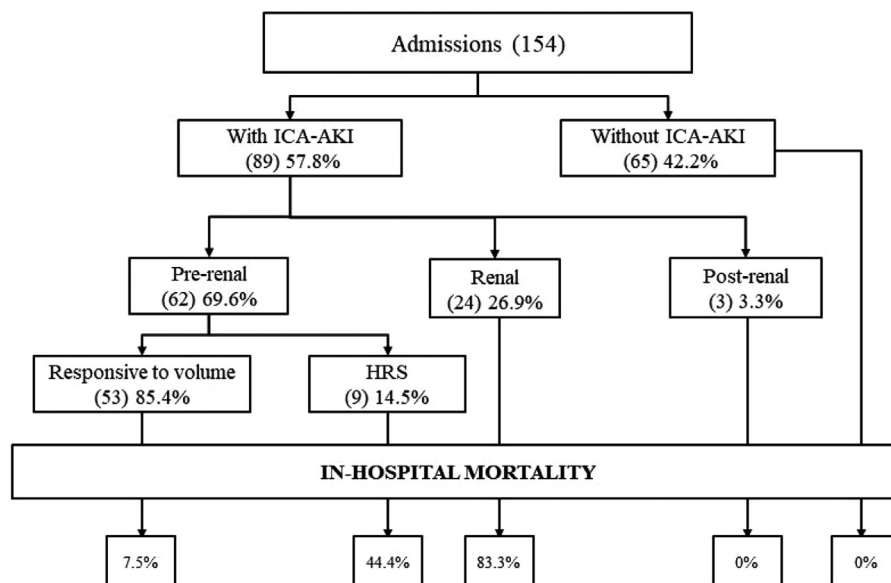 Admissions (154)
With ICA-AKI
(89) 57.8%
Without ICA-AKI
(65) 42.2%
Pre-renal
(62) 69.6%
Renal
(24) 26.9%
Post-renal
(3) 3.3%
Responsive to volume
(53) 85.4%
HRS
(9) 14.5%
IN-HOSPITAL MORTALITY
7.5%
44.4%
83.3%
0%
0%